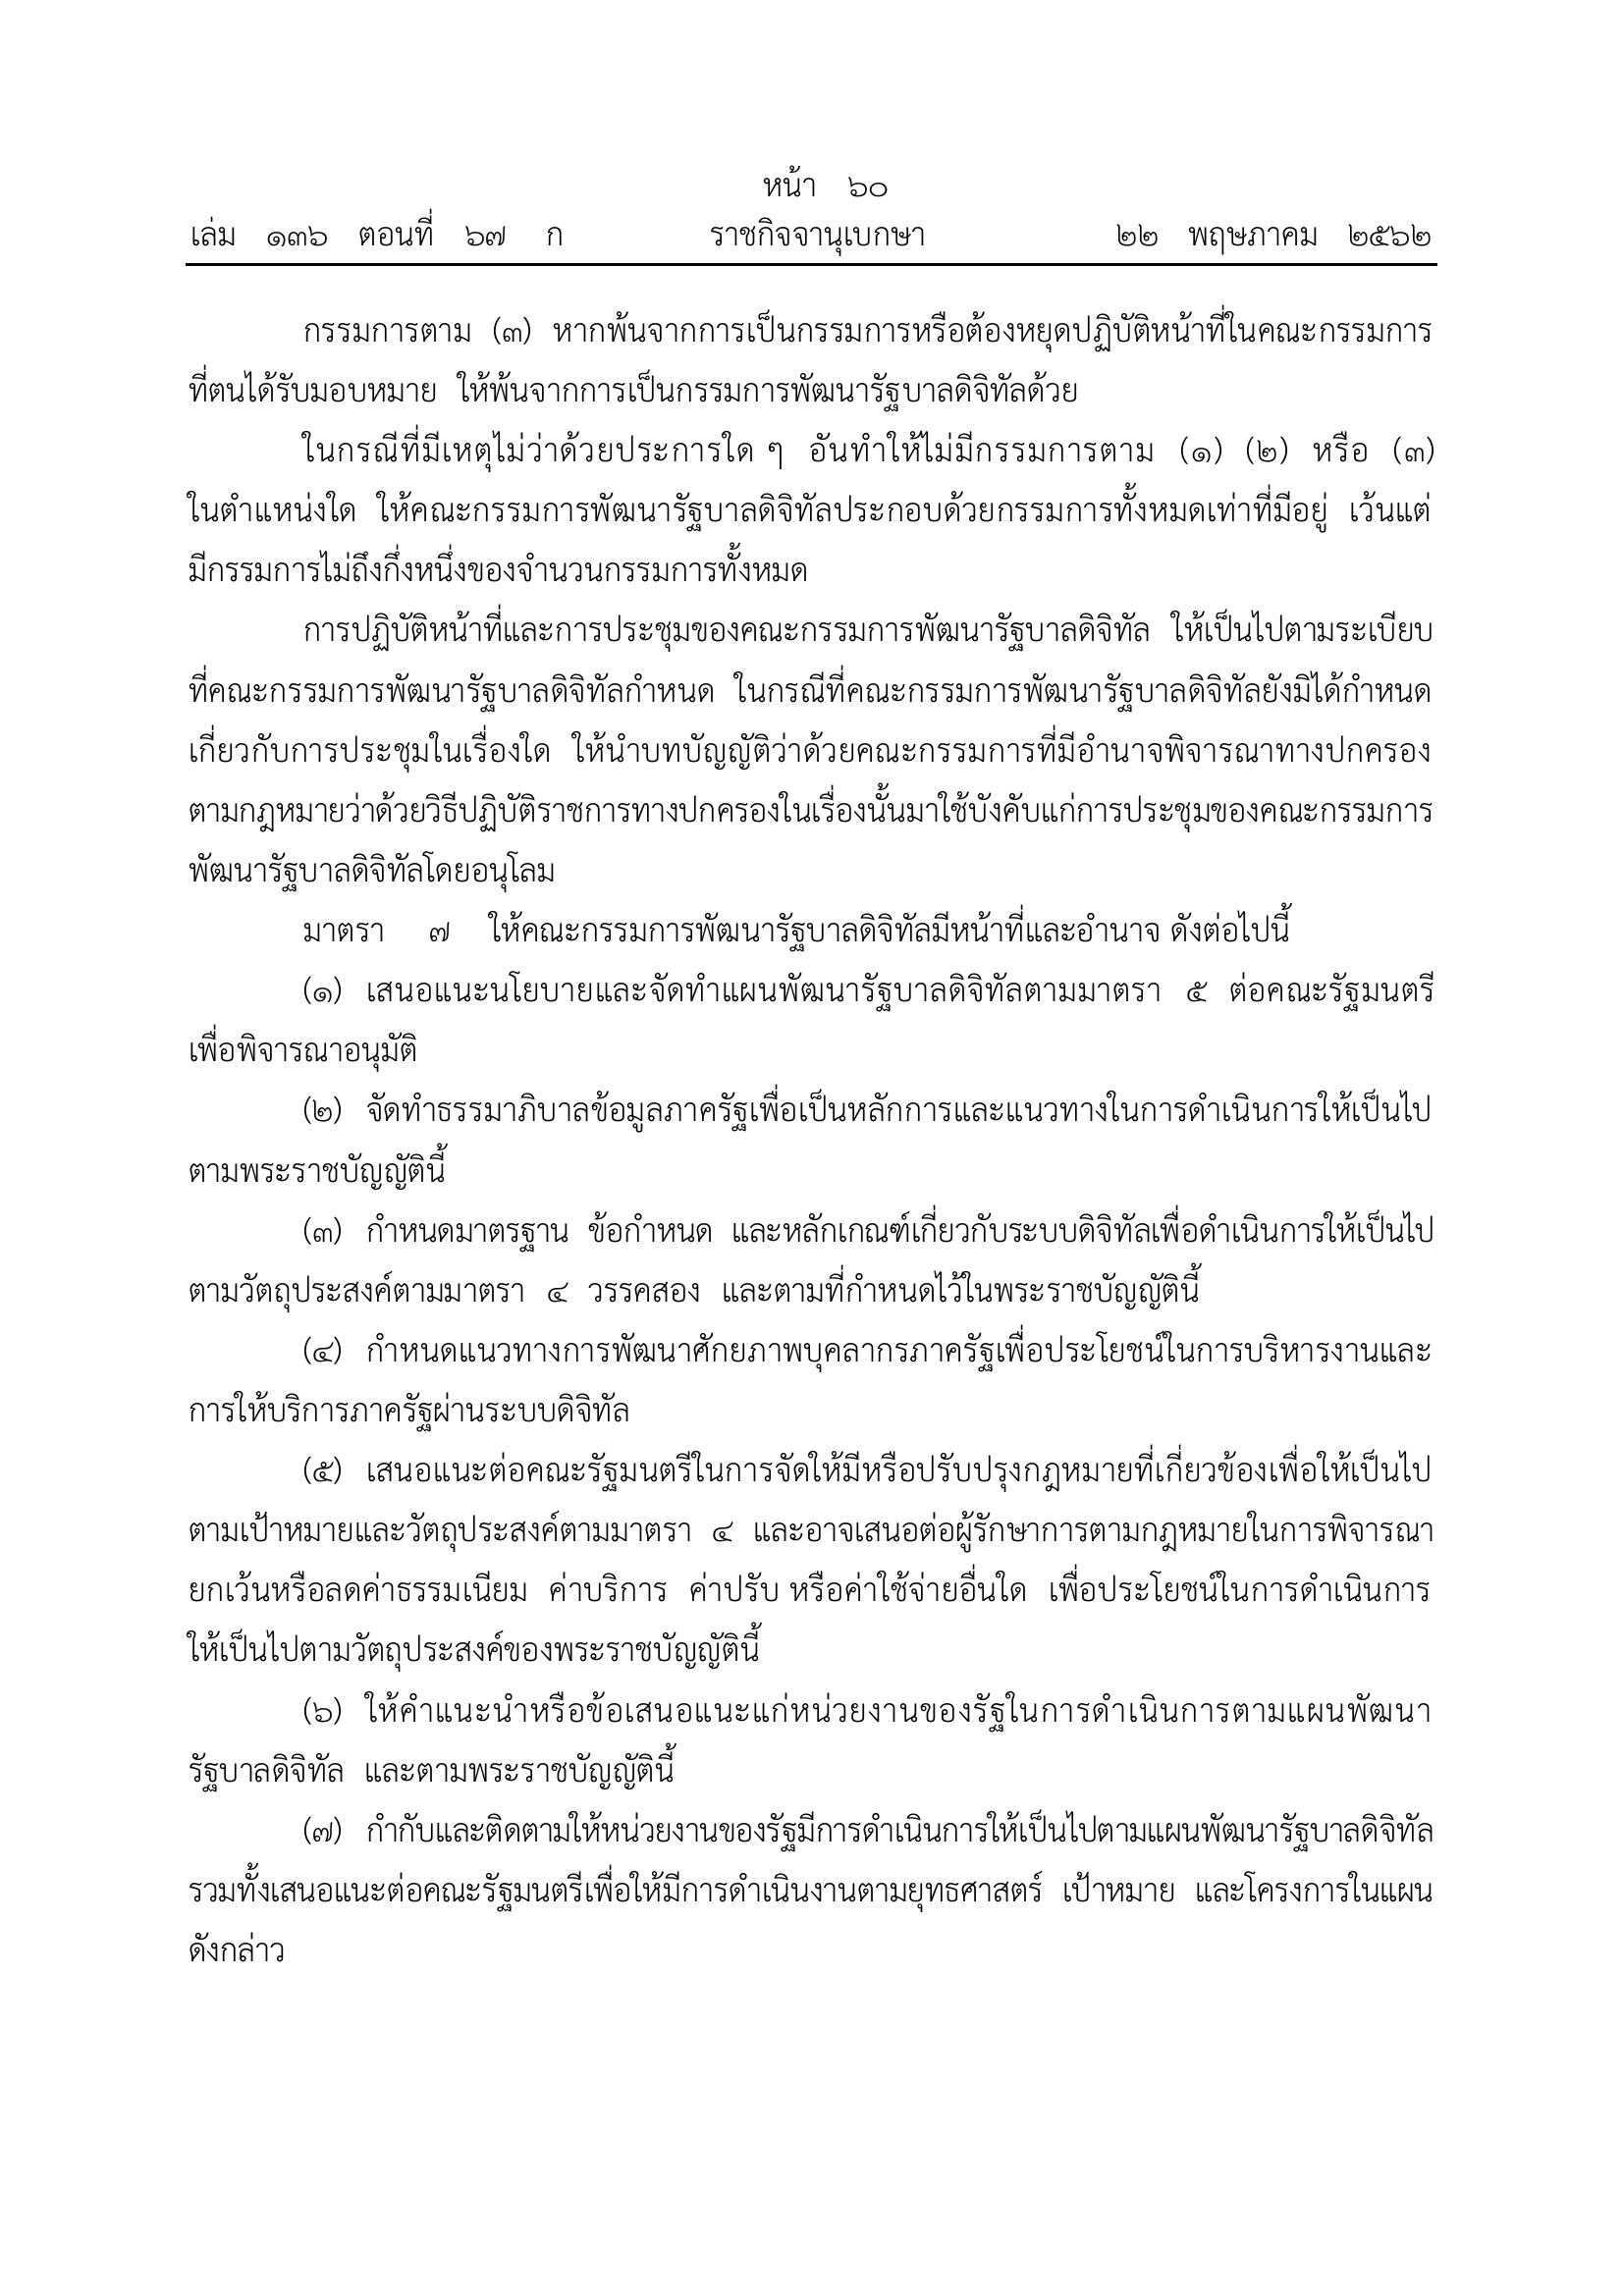 หน้า ๖๐
เล่ม ๑๓๖ ตอนที่ ๖๗ ก ราชกิจจานุเบกษา ๒๒ พฤษภาคม ๒๕๖๒
กรรมการตาม (๓) หากพ้นจากการเป็นกรรมการหรือต้องหยุดปฏิบัติหน้าที่ในคณะกรรมการ
ที่ตนได้รับมอบหมาย ให้พ้นจากการเป็นกรรมการพัฒนารัฐบาลดิจิทัลด้วย
ในกรณีที่มีเหตุไม่ว่าด้วยประการใด ๆ อันทำให้ไม่มีกรรมการตาม (๑) (๒) หรือ (๓)
ในตำแหน่งใด ให้คณะกรรมการพัฒนารัฐบาลดิจิทัลประกอบด้วยกรรมการทั้งหมดเท่าที่มีอยู่ เว้นแต่
มีกรรมการไม่ถึงกึ่งหนึ่งของจำนวนกรรมการทั้งหมด
การปฏิบัติหน้าที่และการประชุมของคณะกรรมการพัฒนารัฐบาลดิจิทัล ให้เป็นไปตามระเบียบ
ที่คณะกรรมการพัฒนารัฐบาลดิจิทัลกำหนด ในกรณีที่คณะกรรมการพัฒนารัฐบาลดิจิทัลยังมิได้กำหนด
เกี่ยวกับการประชุมในเรื่องใด ให้นำบทบัญญัติว่าด้วยคณะกรรมการที่มีอำนาจพิจารณาทางปกครอง
ตามกฎหมายว่าด้วยวิธีปฏิบัติราชการทางปกครองในเรื่องนั้นมาใช้บังคับแก่การประชุมของคณะกรรมการ
พัฒนารัฐบาลดิจิทัลโดยอนุโลม
มาตรา ๗ ให้คณะกรรมการพัฒนารัฐบาลดิจิทัลมีหน้าที่และอำนาจ ดังต่อไปนี้
(๑) เสนอแนะนโยบายและจัดทำแผนพัฒนารัฐบาลดิจิทัลตามมาตรา ๕ ต่อคณะรัฐมนตรี
เพื่อพิจารณาอนุมัติ
(๒) จัดทำธรรมาภิบาลข้อมูลภาครัฐเพื่อเป็นหลักการและแนวทางในการดำเนินการให้เป็นไป
ตามพระราชบัญญัตินี้
(๓) กำหนดมาตรฐาน ข้อกำหนด และหลักเกณฑ์เกี่ยวกับระบบดิจิทัลเพื่อดำเนินการให้เป็นไป
ตามวัตถุประสงค์ตามมาตรา ๔ วรรคสอง และตามที่กำหนดไว้ในพระราชบัญญัตินี้
(๔) กำหนดแนวทางการพัฒนาศักยภาพบุคลากรภาครัฐเพื่อประโยชน์ในการบริหารงานและ
การให้บริการภาครัฐผ่านระบบดิจิทัล
(๕) เสนอแนะต่อคณะรัฐมนตรีในการจัดให้มีหรือปรับปรุงกฎหมายที่เกี่ยวข้องเพื่อให้เป็นไป
ตามเป้าหมายและวัตถุประสงค์ตามมาตรา ๔ และอาจเสนอต่อผู้รักษาการตามกฎหมายในการพิจารณา
ยกเว้นหรือลดค่าธรรมเนียม ค่าบริการ ค่าปรับ หรือค่าใช้จ่ายอื่นใด เพื่อประโยชน์ในการดำเนินการ
ให้เป็นไปตามวัตถุประสงค์ของพระราชบัญญัตินี้
(๖) ให้คำแนะนำหรือข้อเสนอแนะแก่หน่วยงานของรัฐในการดำเนินการตามแผนพัฒนา
รัฐบาลดิจิทัล และตามพระราชบัญญัตินี้
(๗) กำกับและติดตามให้หน่วยงานของรัฐมีการดำเนินการให้เป็นไปตามแผนพัฒนารัฐบาลดิจิทัล
รวมทั้งเสนอแนะต่อคณะรัฐมนตรีเพื่อให้มีการดำเนินงานตามยุทธศาสตร์ เป้าหมาย และโครงการในแผน
ดังกล่าว